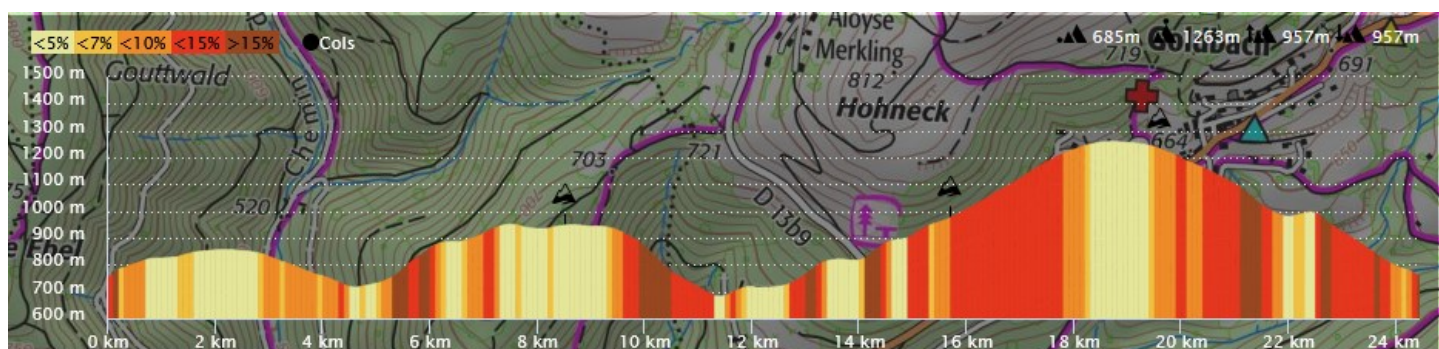 Aloyse
<5% <7% <10% <15% >15% Cols
685m 1263m 957m 957m
719 Goldbach
Merkling
691
1500 m
Gouttwald
812
1400 m
Hohneck
1300 m
664
1200 m
703
721
1100 m
1000 m
520
D 13b9
900 m
800 m
700 m
600 m
0 km 2 km 4 km 6 km 8 km 10 km 12 km 14 km 16 km 18 km 20 km 22 km 24 km